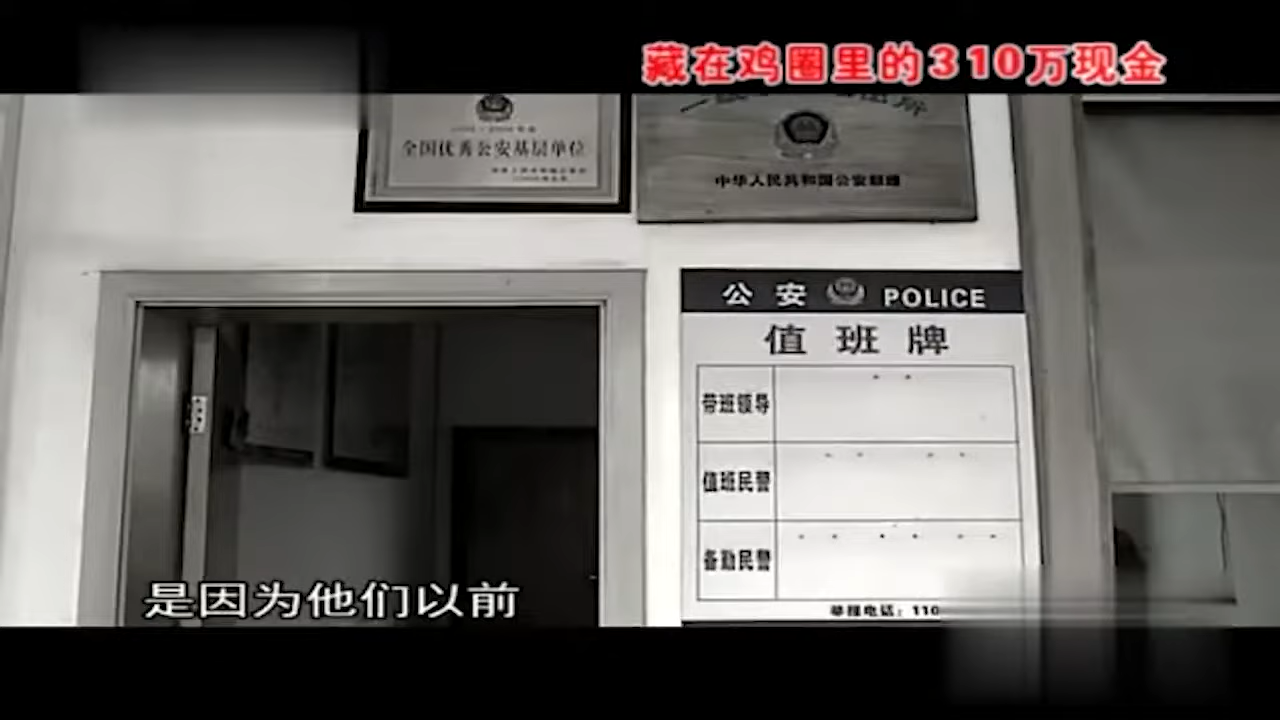 藏在鸡圈里的310万现金
全国优秀公安基层单位
中华人民共和国公安部
公安 POLICE
值班牌
带班领导
值班民警
备勤民警
举报电话：110
是因为他们以前